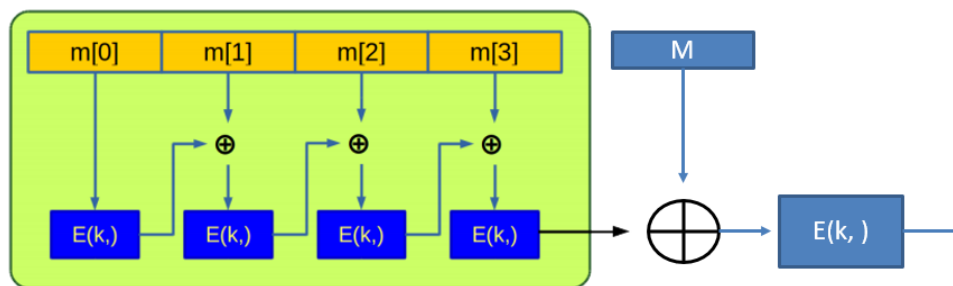 m[0] m[1] m[2] m[3]
M
E(k,) E(k,) E(k,) E(k,)
E(k, )